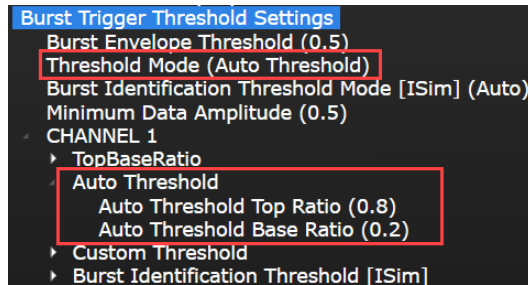 Burst Trigger Threshold Settings
Burst Envelope Threshold (0.5)
Threshold Mode (Auto Threshold)
Burst Identification Threshold Mode [ISim] (Auto)
Minimum Data Amplitude (0.5)
CHANNEL 1
TopBaseRatio
Auto Threshold
Auto Threshold Top Ratio (0.8)
Auto Threshold Base Ratio (0.2)
Custom Threshold
Burst Identification Threshold [ISim]